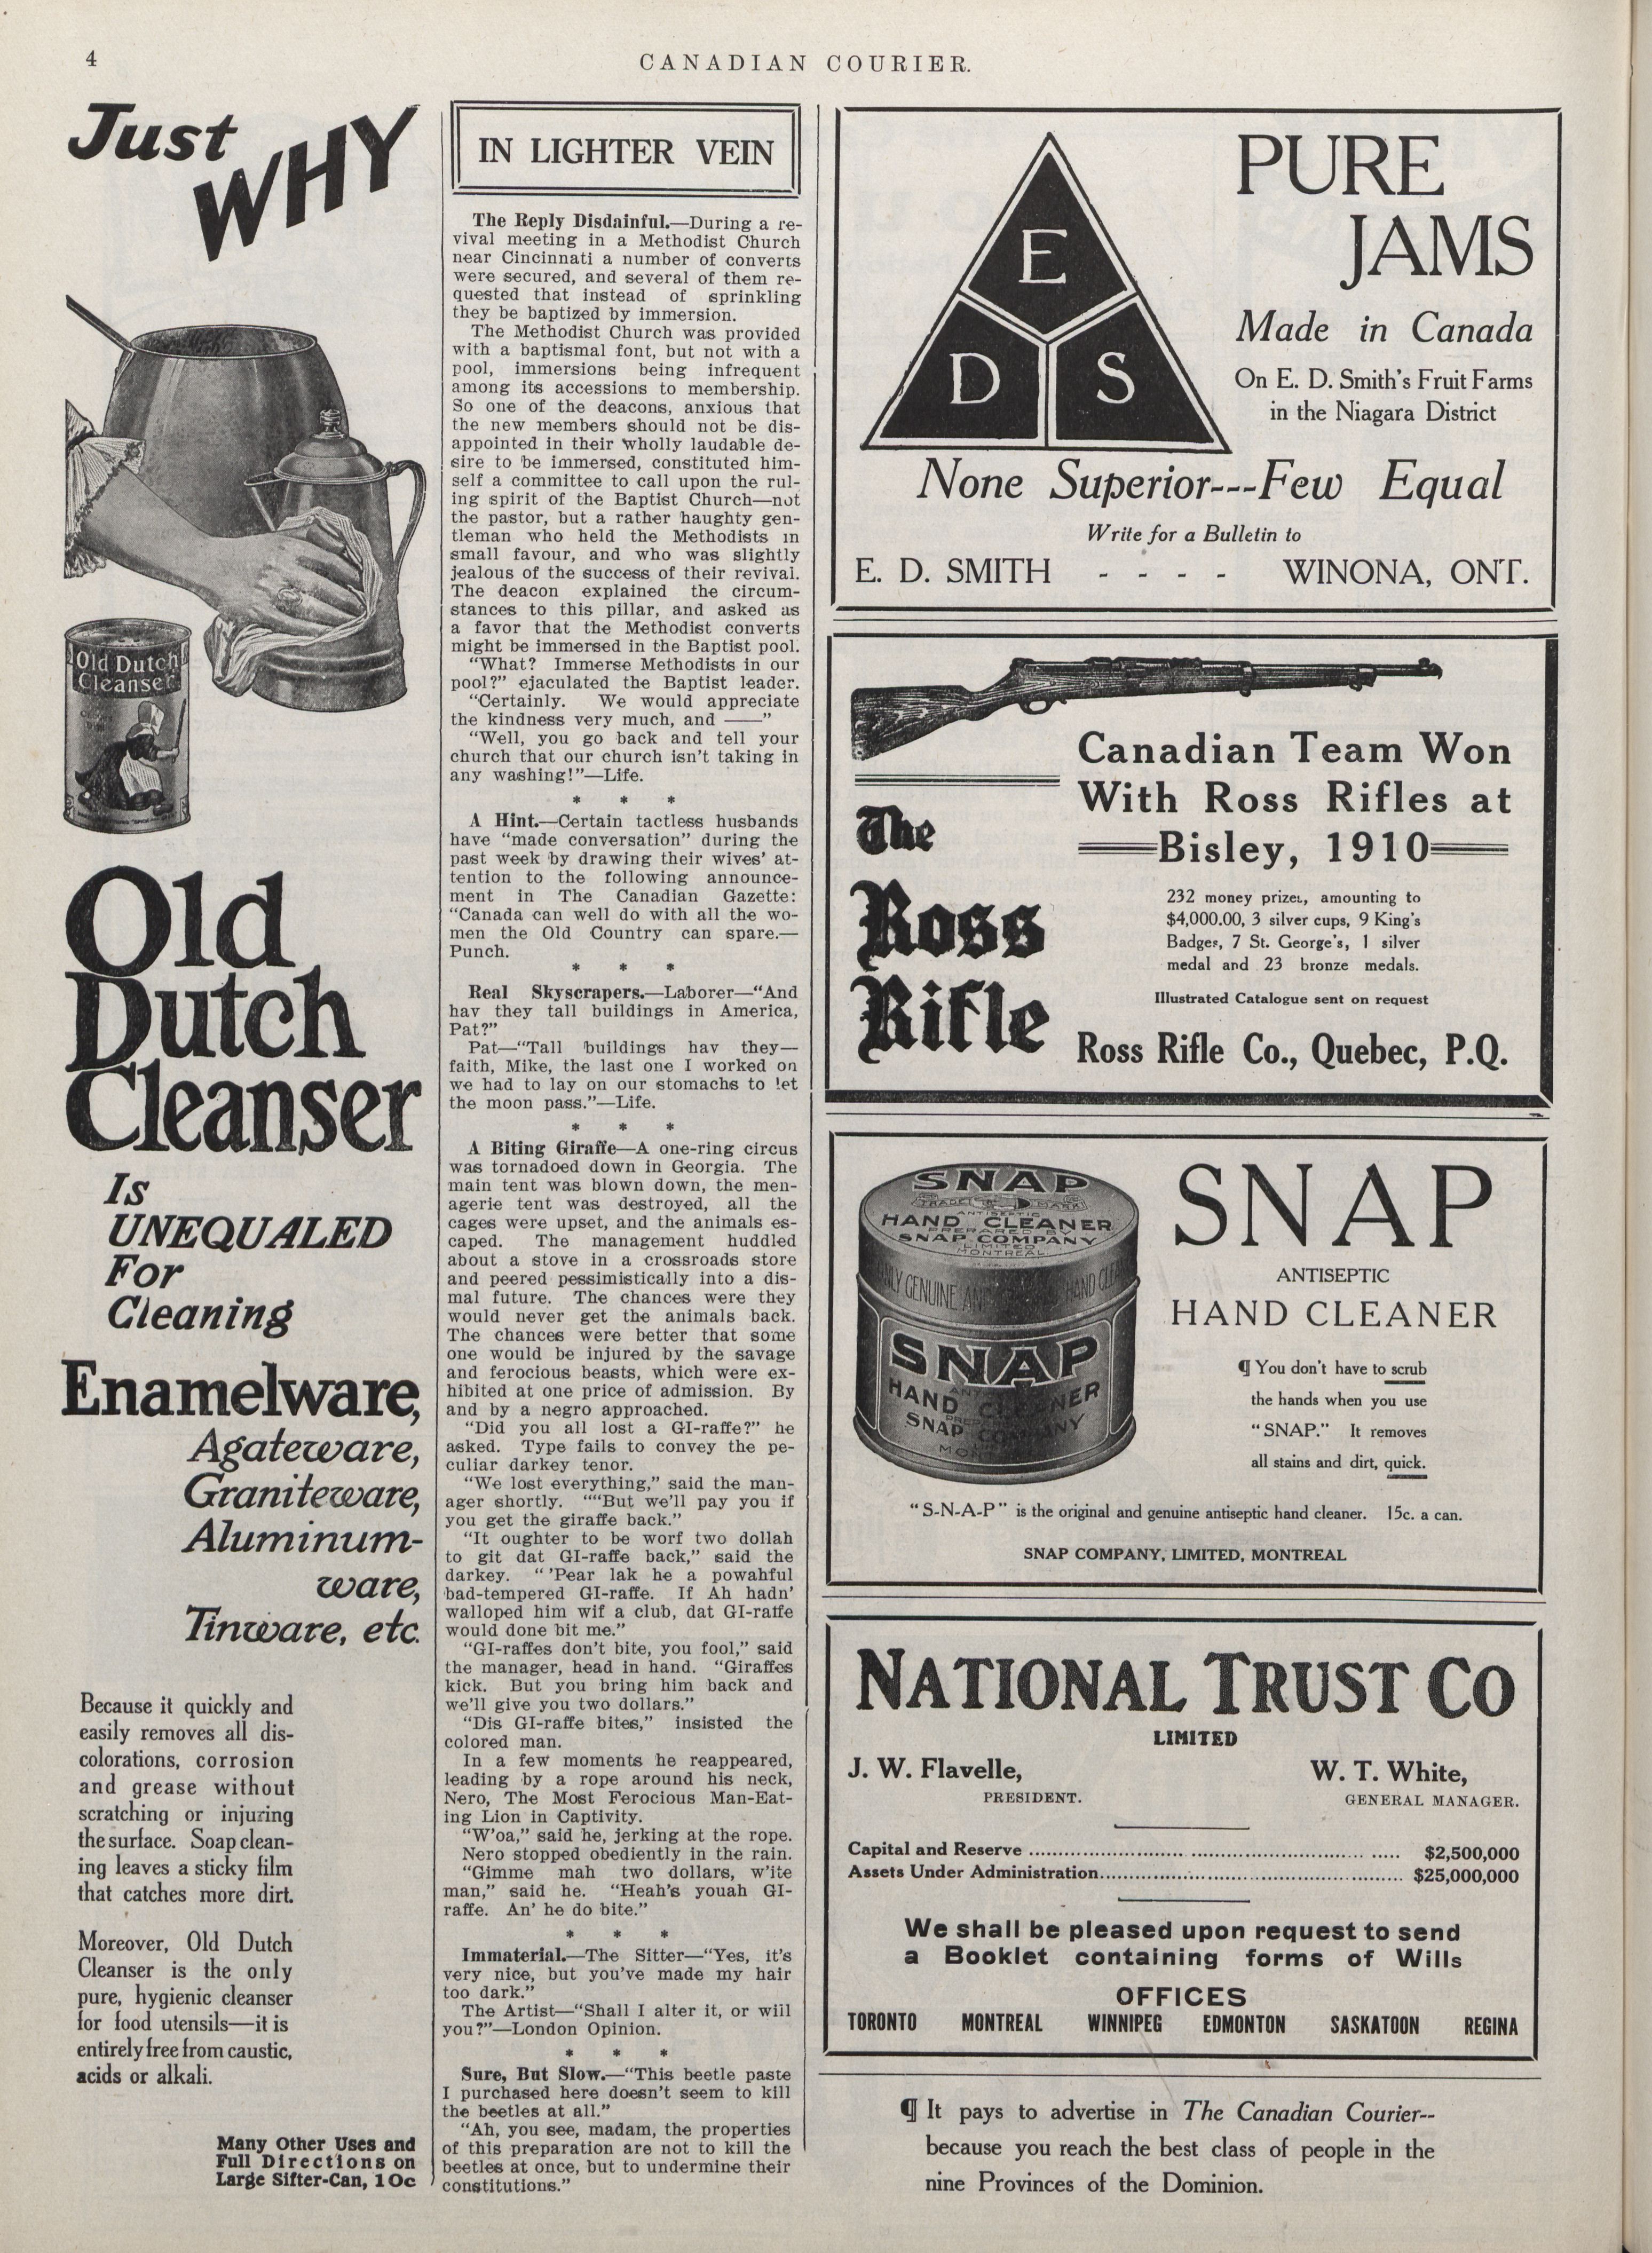 4
CANADIAN COURIER.
Just
WHY
Old Dutch
Cleanser
Old
Dutch
Cleanser
Is
UNEQUALED
For
Cleaning
Enamelware,
Agateware,
Graniteware,
Aluminum-
ware,
Tinware, etc.
Because it quickly and
easily removes all dis-
colorations, corrosion
and grease without
scratching or injuring
the surface. Soap clean-
ing leaves a sticky film
that catches more dirt.
Moreover, Old Dutch
Cleanser is the only
pure, hygienic cleanser
for food utensils—it is
entirely free from caustic,
acids or alkali.
Many Other Uses and
Full Directions on
Large Sifter-Can, 10c
IN LIGHTER VEIN
The Reply Disdainful.—During a re-
vival meeting in a Methodist Church
near Cincinnati a number of converts
were secured, and several of them re-
quested that instead of sprinkling
they be baptized by immersion.
The Methodist Church was provided
with a baptismal font, but not with a
pool, immersions being infrequent
among its accessions to membership.
So one of the deacons, anxious that
the new members should not be dis-
appointed in their wholly laudable de-
sire to be immersed, constituted him-
self a committee to call upon the rul-
ing spirit of the Baptist Church—not
the pastor, but a rather haughty gen-
tleman who held the Methodists in
small favour, and who was slightly
jealous of the success of their revival.
The deacon explained the circum-
stances to this pillar, and asked as
a favor that the Methodist converts
might be immersed in the Baptist pool.
“What? Immerse Methodists in our
pool?” ejaculated the Baptist leader.
“Certainly. We would appreciate
the kindness very much, and ——”
“Well, you go back and tell your
church that our church isn't taking in
any washing!”—Life.
* * *
A Hint.—Certain tactless husbands
have “made conversation” during the
past week by drawing their wives' at-
tention to the following announce-
ment in The Canadian Gazette:
“Canada can well do with all the wo-
men the Old Country can spare.—
Punch.
* * *
Real Skyscrapers.—Laborer—“And
hav they tall buildings in America,
Pat?”
Pat—“Tall buildings hav they—
faith, Mike, the last one I worked on
we had to lay on our stomachs to let
the moon pass.”—Life.
* * *
A Biting Giraffe—A one-ring circus
was tornadoed down in Georgia. The
main tent was blown down, the men-
agerie tent was destroyed, all the
cages were upset, and the animals es-
caped. The management huddled
about a stove in a crossroads store
and peered pessimistically into a dis-
mal future. The chances were they
would never get the animals back.
The chances were better that some
one would be injured by the savage
and ferocious beasts, which were ex-
hibited at one price of admission. By
and by a negro approached.
“Did you all lost a GI-raffe?” he
asked. Type fails to convey the pe-
culiar darkey tenor.
“We lost everything,” said the man-
ager shortly. ““But we'll pay you if
you get the giraffe back.”
“It oughter to be worf two dollah
to git dat GI-raffe back,” said the
darkey. “ 'Pear lak he a powahful
bad-tempered GI-raffe. If Ah hadn'
walloped him wif a club, dat GI-raffe
would done bit me.”
“GI-raffes don't bite, you fool,” said
the manager, head in hand. “Giraffes
kick. But you bring him back and
we'll give you two dollars.”
“Dis GI-raffe bites,” insisted the
colored man.
In a few moments he reappeared,
leading by a rope around his neck,
Nero, The Most Ferocious Man-Eat-
ing Lion in Captivity.
“W'oa,” said he, jerking at the rope.
Nero stopped obediently in the rain.
“Gimme mah two dollars, w'ite
man,” said he. “Heah's youah GI-
raffe. An' he do bite.”
* * *
Immaterial.—The Sitter—“Yes, it's
very nice, but you've made my hair
too dark.”
The Artist—“Shall I alter it, or will
you?”—London Opinion.
* * *
Sure, But Slow.—“This beetle paste
I purchased here doesn't seem to kill
the beetles at all.”
“Ah, you see, madam, the properties
of this preparation are not to kill the
beetles at once, but to undermine their
constitutions.”
E
D S
PURE
JAMS
Made in Canada
On E. D. Smith's Fruit Farms
in the Niagara District
None Superior---Few Equal
Write for a Bulletin to
E. D. SMITH - - - - WINONA, ONT.
Canadian Team Won
With Ross Rifles at
Bisley, 1910
The
Ross
Rifle
232 money prizes, amounting to
$4,000.00, 3 silver cups, 9 King's
Badges, 7 St. George's, 1 silver
medal and 23 bronze medals.
Illustrated Catalogue sent on request
Ross Rifle Co., Quebec, P.Q.
SNAP
TRADE MARK
ANTISEPTIC
HAND CLEANER
PREPARED BY
SNAP COMPANY
LIMITED
MONTREAL
ONLY GENUINE AND HAND CLE
SNAP
HAND CLEANER
SNAP COMPANY
SNAP
ANTISEPTIC
HAND CLEANER
¶ You don't have to scrub
the hands when you use
“SNAP.” It removes
all stains and dirt, quick.
“S-N-A-P” is the original and genuine antiseptic hand cleaner. 15c. a can.
SNAP COMPANY, LIMITED, MONTREAL
NATIONAL TRUST CO
LIMITED
J. W. Flavelle, W. T. White,
PRESIDENT. GENERAL MANAGER.
Capital and Reserve ........ $2,500,000
Assets Under Administration........ $25,000,000
We shall be pleased upon request to send
a Booklet containing forms of Wills
OFFICES
TORONTO MONTREAL WINNIPEG EDMONTON SASKATOON REGINA
¶ It pays to advertise in The Canadian Courier--
because you reach the best class of people in the
nine Provinces of the Dominion.